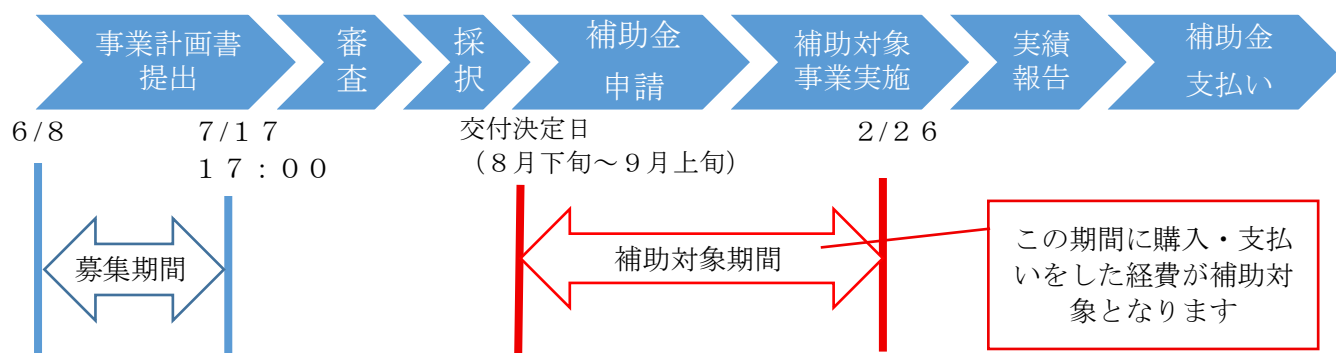 事業計画書
提出
審
査
採
択
補助金
申請
補助対象
事業実施
実績
報告
補助金
支払い
6/8
7/17
17:00
交付決定日
（８月下旬～９月上旬）
2/26
募集期間
補助対象期間
この期間に購入・支払
いをした経費が補助対
象となります